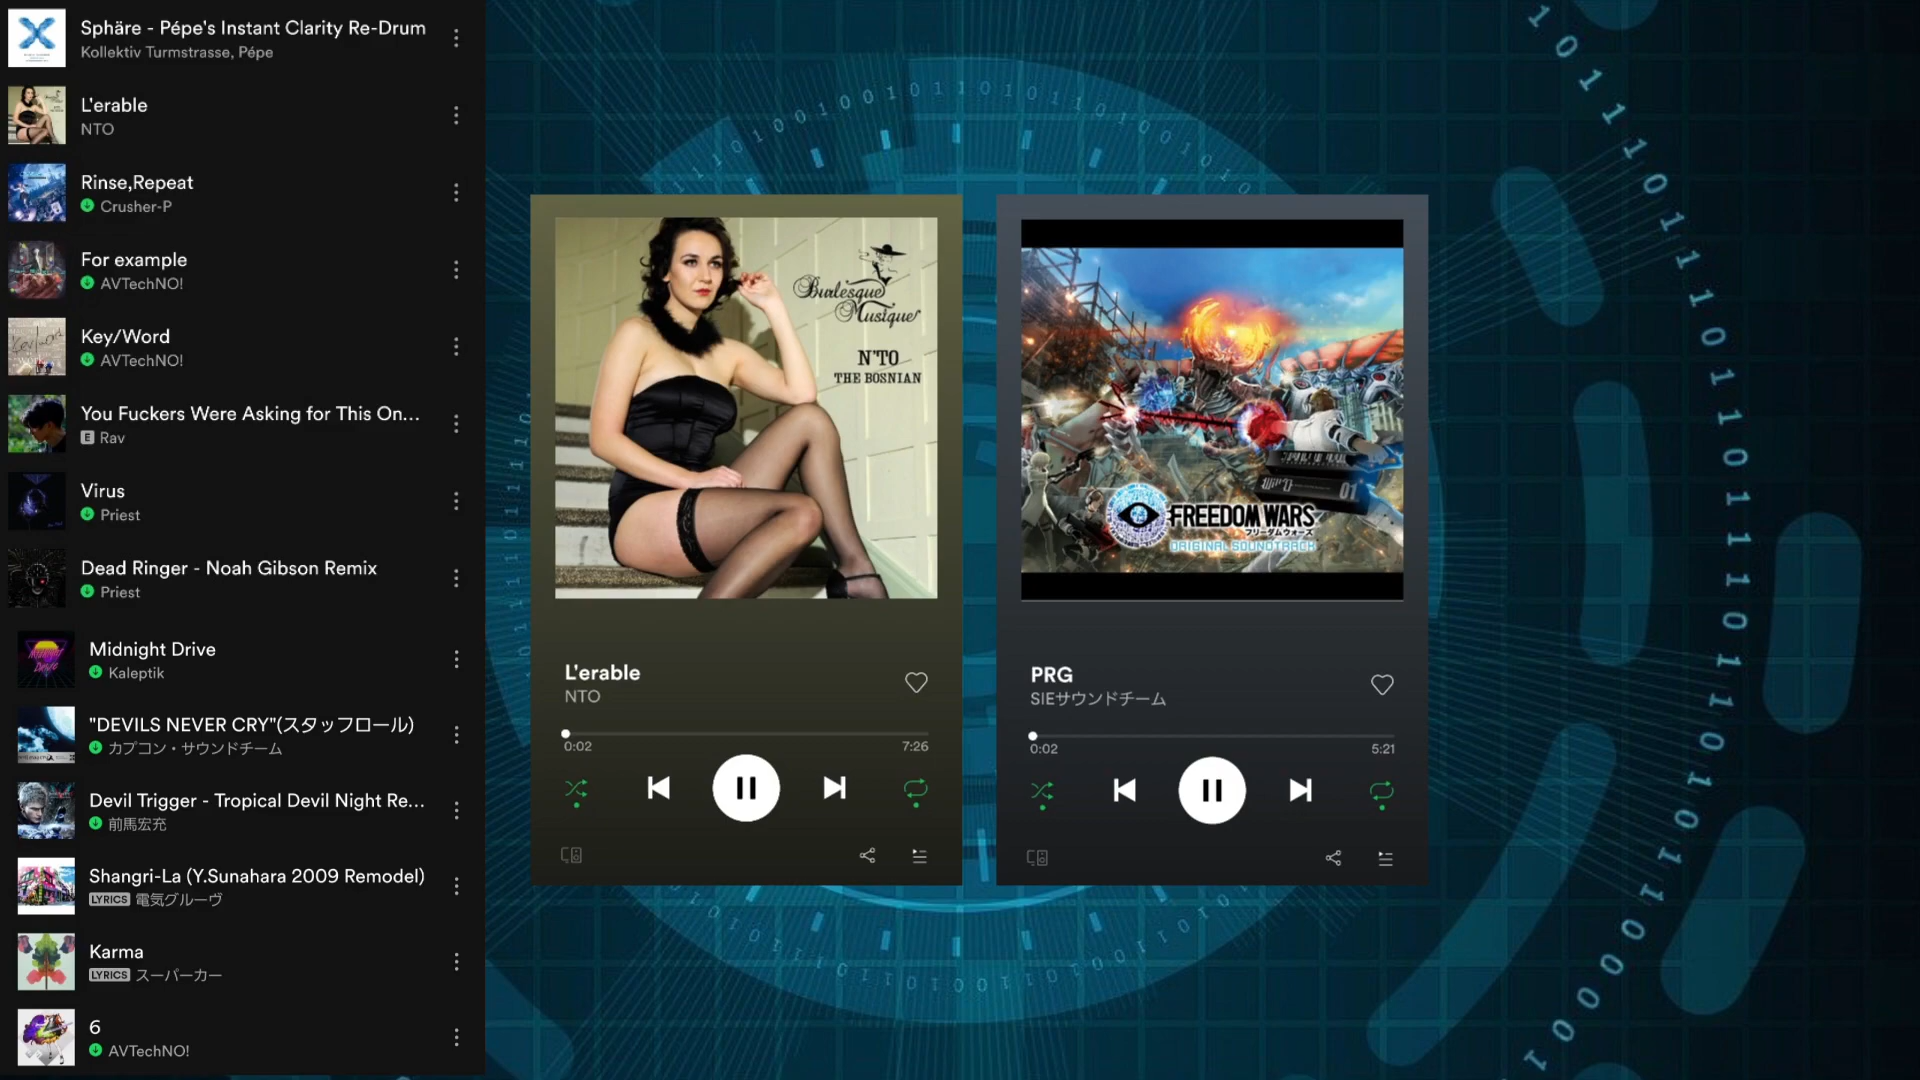 Sphäre - Pépe's Instant Clarity Re-Drum
Kollektiv Turmstrasse, Pépe
L'erable
NTO
Rinse,Repeat
Crusher-P
For example
AVTechNO!
Key/Word
AVTechNO!
You Fuckers Were Asking for This On...
E Rav
Virus
Priest
Dead Ringer - Noah Gibson Remix
Priest
Midnight Drive
Kaleptik
"DEVILS NEVER CRY"(スタッフロール)
カプコン・サウンドチーム
Devil Trigger - Tropical Devil Night Re...
前馬宏充
Shangri-La (Y.Sunahara 2009 Remodel)
LYRICS 電気グルーヴ
Karma
LYRICS スーパーカー
6
AVTechNO!
Burlesque
Musique
N'TO
THE BOSNIAN
L'erable
NTO
0:02
7:26
01
FREEDOM WARS
フリーダムウォーズ
ORIGINAL SOUNDTRACK
PRG
SIEサウンドチーム
0:02
5:21